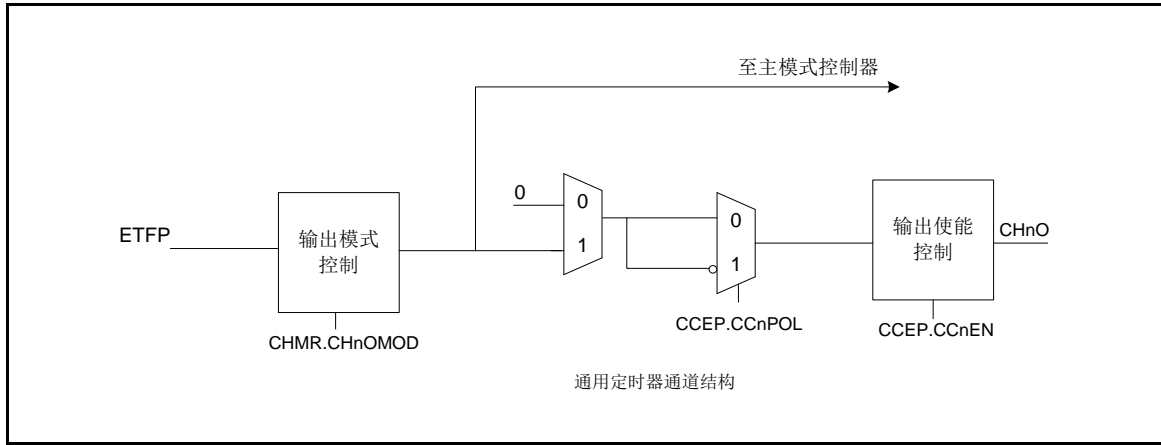 至主模式控制器
0
0
1
ETFP
输出模式
控制
0
1
输出使能
控制
CHnO
CHMR.CHnOMOD
CCEP.CCnPOL
CCEP.CCnEN
通用定时器通道结构